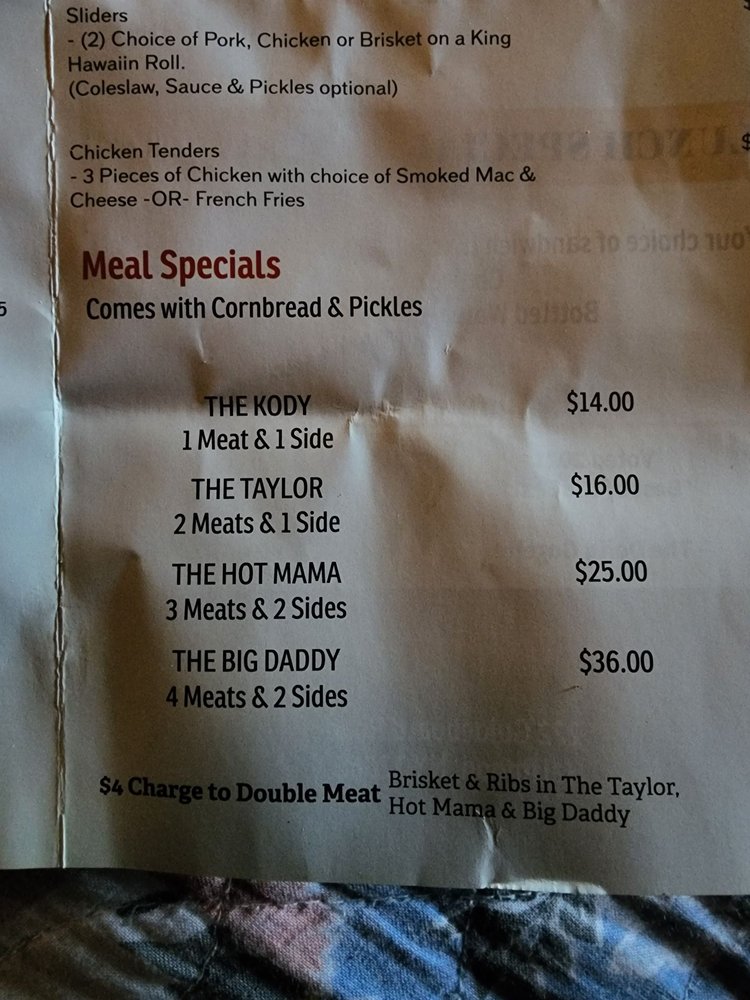 Sliders
- (2) Choice of Pork, Chicken or Brisket on a King
Hawaiin Roll.
(Coleslaw, Sauce & Pickles optional)
Chicken Tenders
- 3 Pieces of Chicken with choice of Smoked Mac &
Cheese -OR- French Fries
Meal Specials
Comes with Cornbread & Pickles
THE KODY $14.00
1 Meat & 1 Side
THE TAYLOR $16.00
2 Meats & 1 Side
THE HOT MAMA $25.00
3 Meats & 2 Sides
THE BIG DADDY $36.00
4 Meats & 2 Sides
$4 Charge to Double Meat Brisket & Ribs in The Taylor,
Hot Mama & Big Daddy